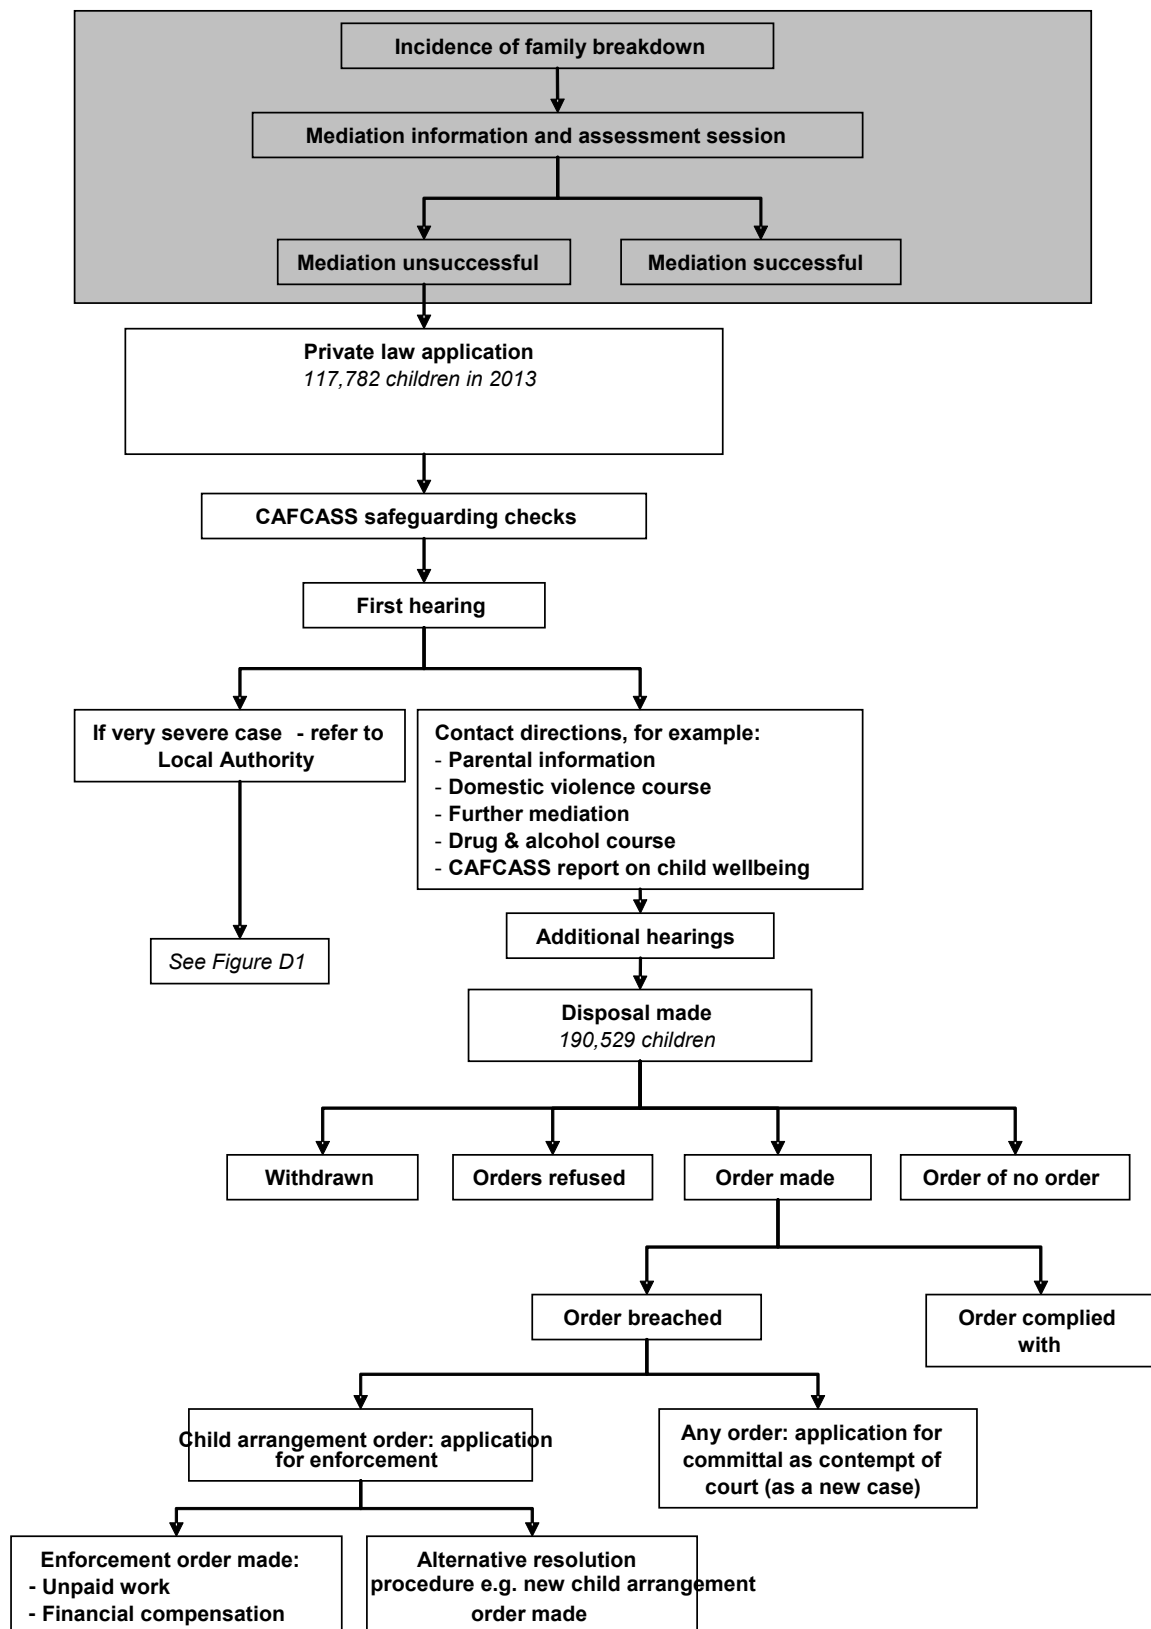 Incidence of family breakdown
Mediation information and assessment session
Mediation unsuccessful
Mediation successful
Private law application
117,782 children in 2013
CAFCASS safeguarding checks
First hearing
If very severe case - refer to
Local Authority
Contact directions, for example:
- Parental information
- Domestic violence course
- Further mediation
- Drug & alcohol course
- CAFCASS report on child wellbeing
See Figure D1
Additional hearings
Disposal made
190,529 children
Withdrawn
Orders refused
Order made
Order of no order
Order breached
Order complied
with
Child arrangement order: application
for enforcement
Any order: application for
committal as contempt of
court (as a new case)
Enforcement order made:
- Unpaid work
- Financial compensation
Alternative resolution
procedure e.g. new child arrangement
order made